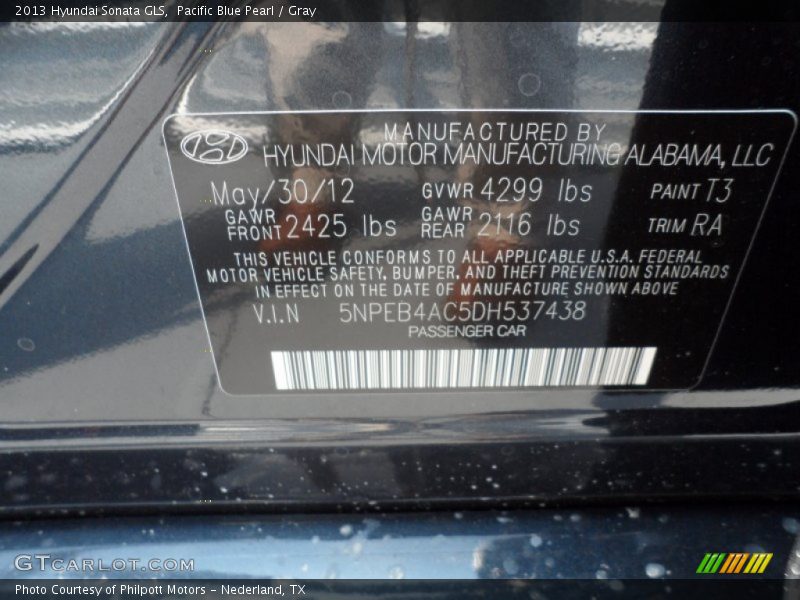 2013 Hyundai Sonata GLS, Pacific Blue Pearl / Gray
MANUFACTURED BY
HYUNDAI MOTOR MANUFACTURING ALABAMA, LLC
May/30/12 GVWR 4299 lbs PAINT T3
GAWR FRONT 2425 lbs GAWR REAR 2116 lbs TRIM RA
THIS VEHICLE CONFORMS TO ALL APPLICABLE U.S.A. FEDERAL
MOTOR VEHICLE SAFETY, BUMPER, AND THEFT PREVENTION STANDARDS
IN EFFECT ON THE DATE OF MANUFACTURE SHOWN ABOVE
V.I.N 5NPEB4AC5DH537438
PASSENGER CAR
GTCARLOT.COM
Photo Courtesy of Philpott Motors - Nederland, TX